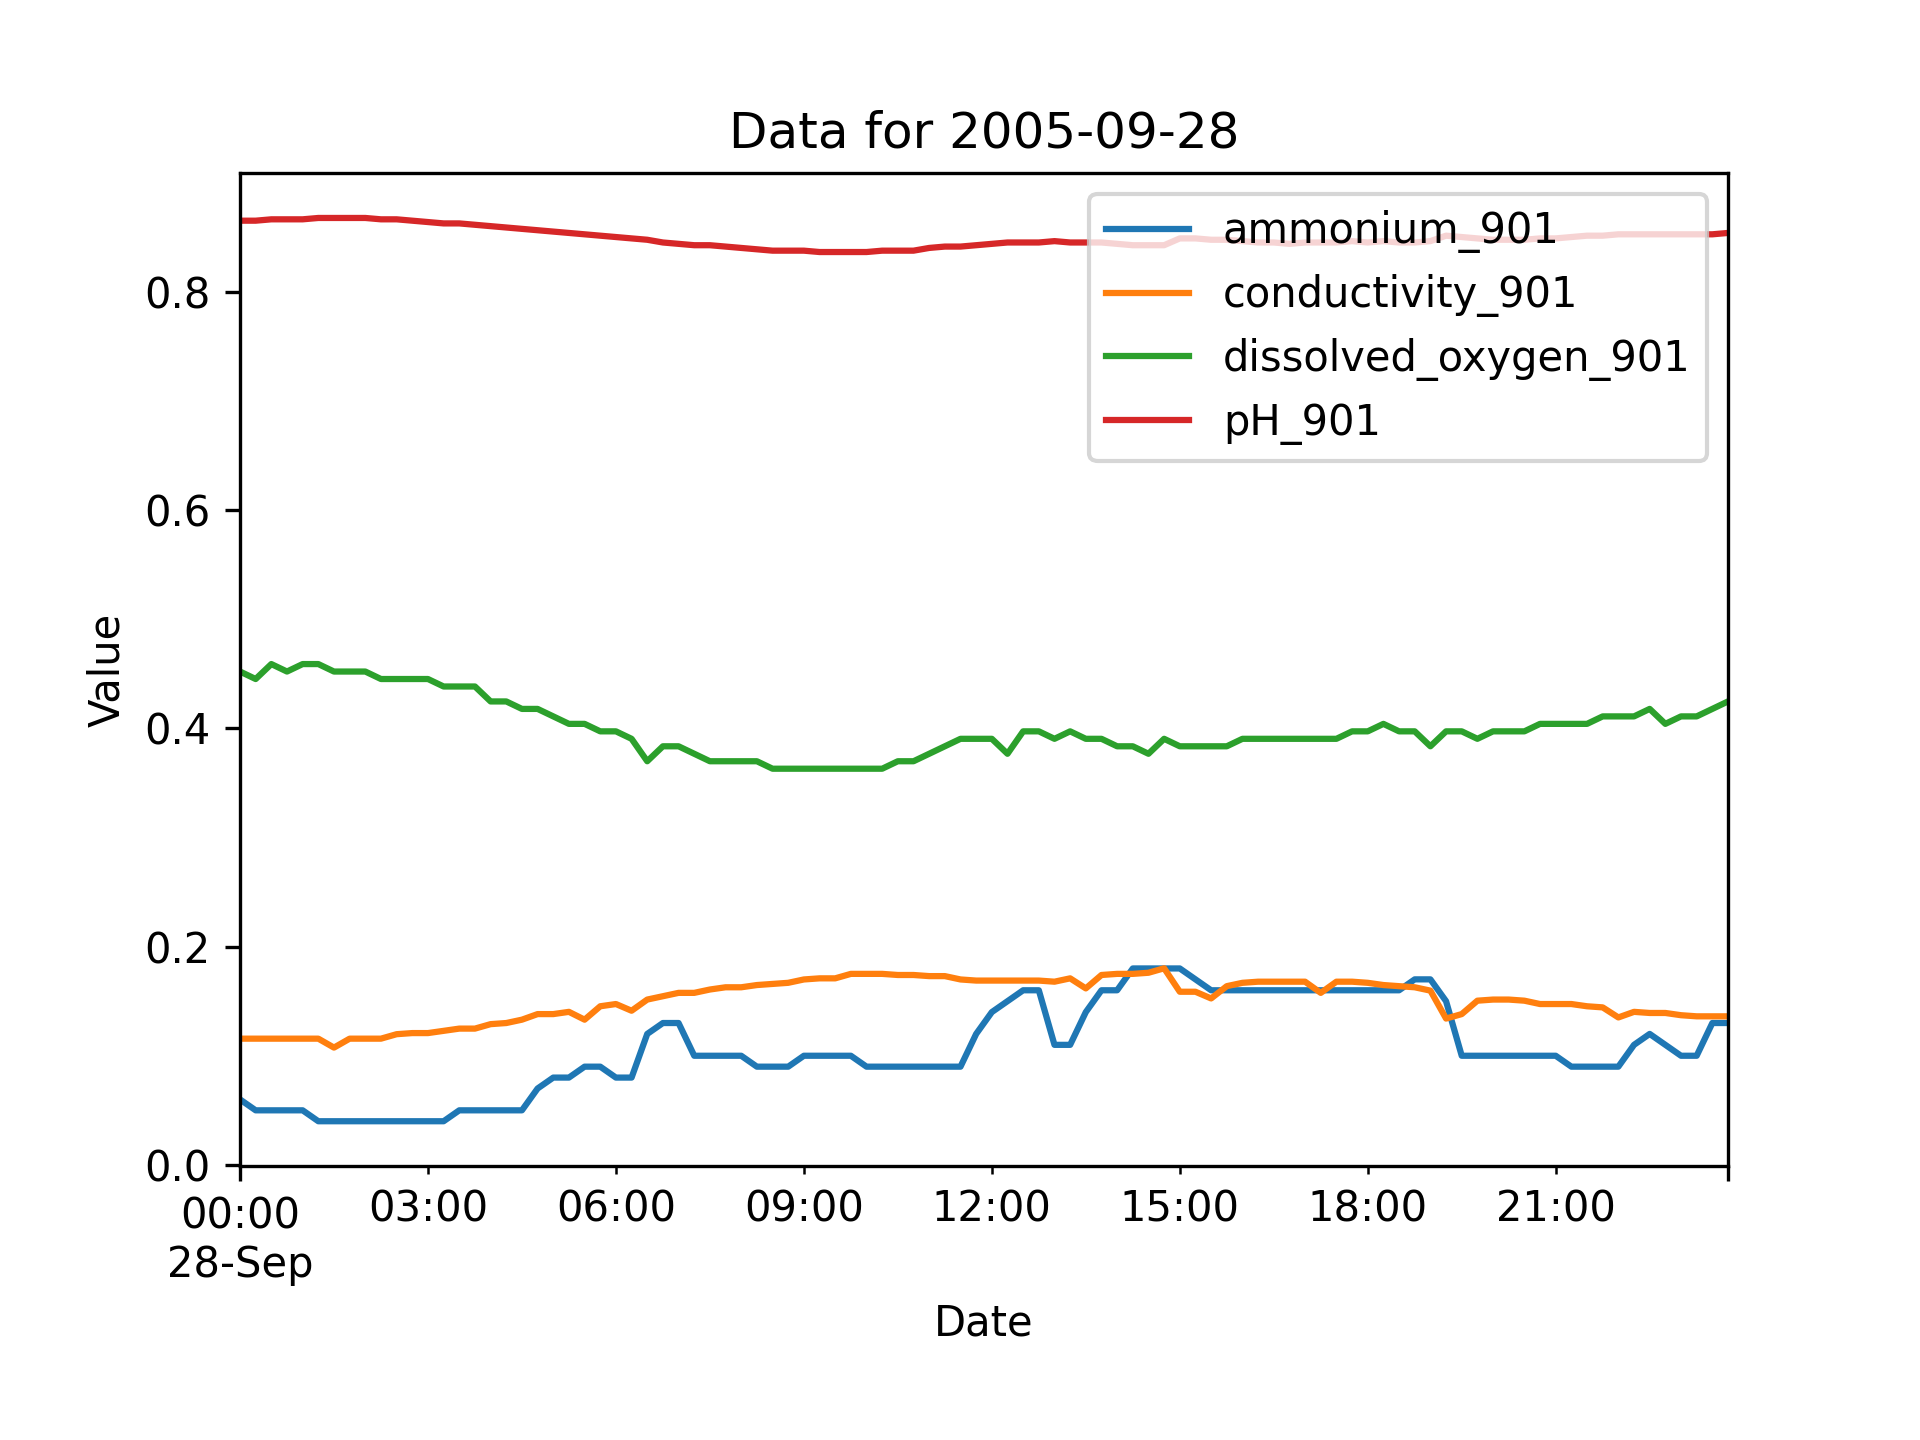 Data for 2005-09-28
ammonium_901
conductivity_901
dissolved_oxygen_901
pH_901
Value
0.8
0.6
0.4
0.2
0.0
00:00 03:00 06:00 09:00 12:00 15:00 18:00 21:00
28-Sep
Date